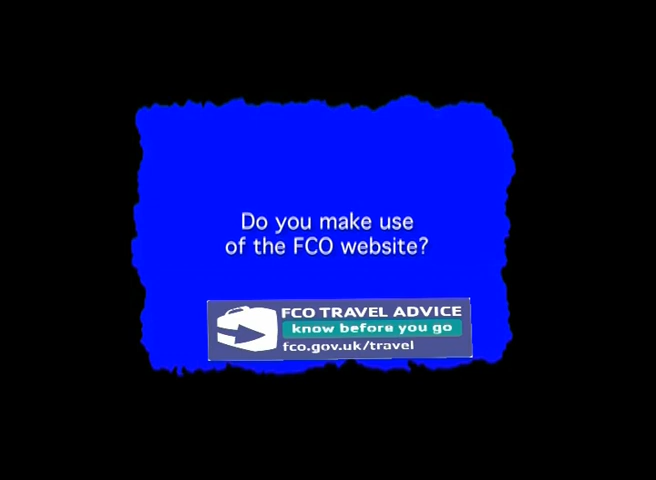 Do you make use
of the FCO website?
FCO TRAVEL ADVICE
know before you go
fco.gov.uk/travel